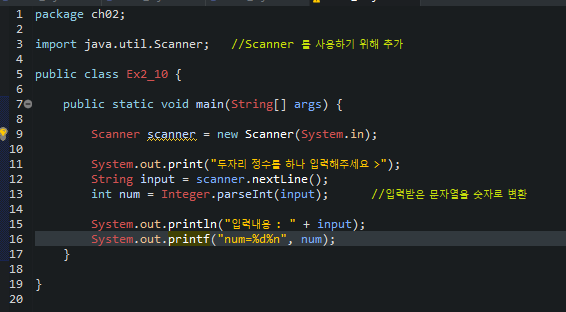 1 package ch02;
2
3 import java.util.Scanner;   //Scanner 를 사용하기 위해 추가
4
5 public class Ex2_10 {
6
7     public static void main(String[] args) {
8
9         Scanner scanner = new Scanner(System.in);
10
11         System.out.print("두자리 정수를 하나 입력해주세요 >");
12         String input = scanner.nextLine();
13         int num = Integer.parseInt(input);      //입력받은 문자열을 숫자로 변환
14
15         System.out.println("입력내용 : " + input);
16         System.out.printf("num=%d%n", num);
17     }
18
19 }
20